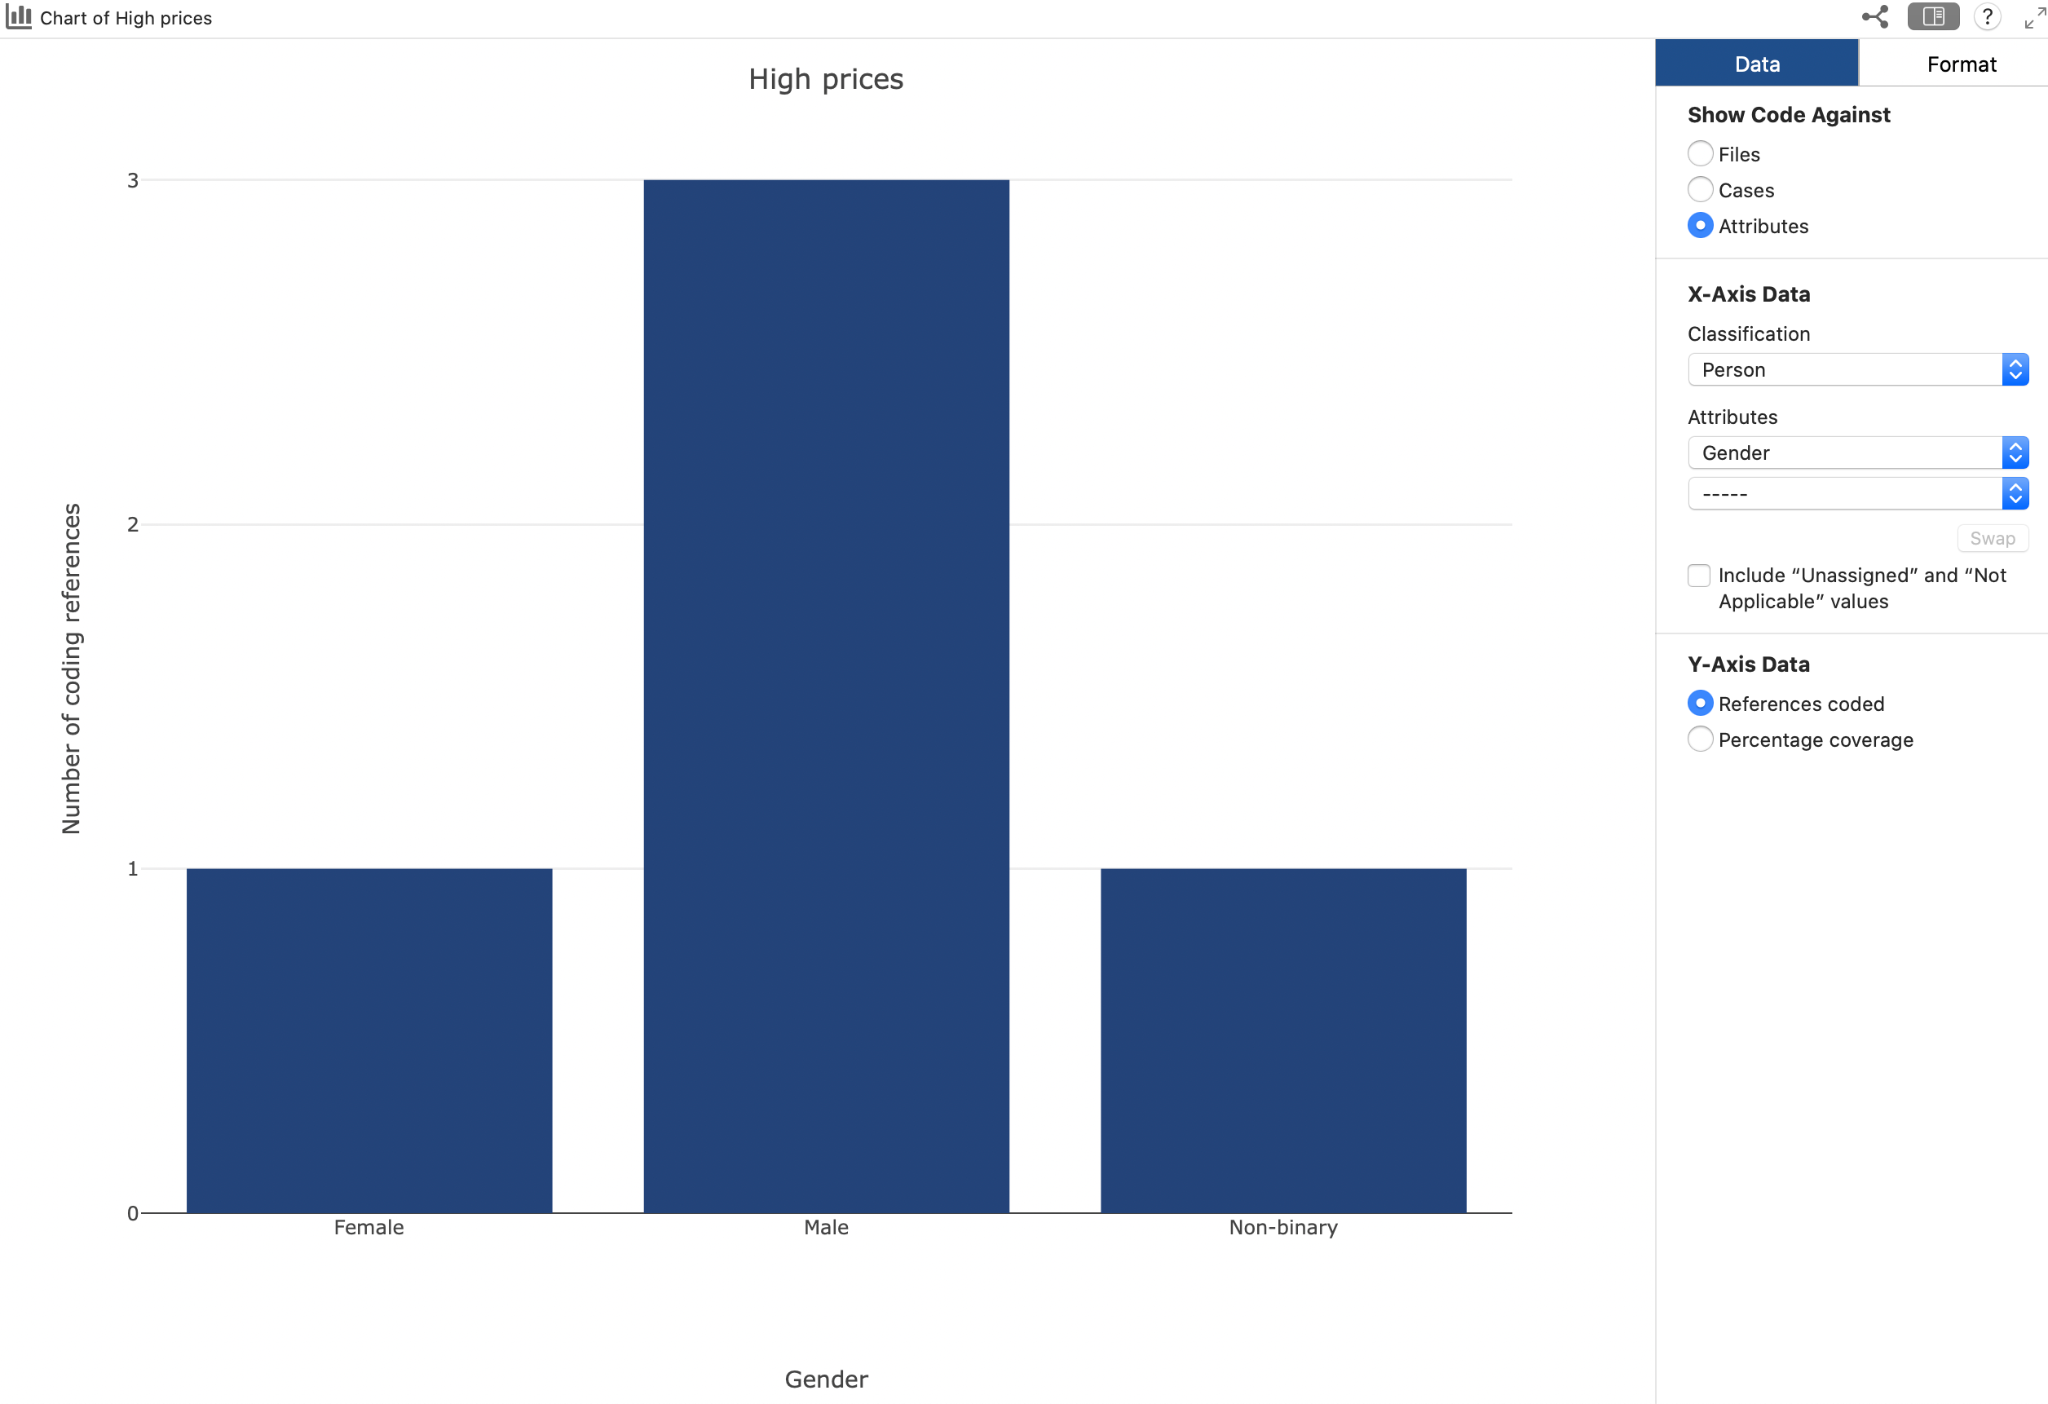 Chart of High prices
?
High prices
3
2
1
0
Number of coding references
Female
Male
Non-binary
Gender
Data
Format
Show Code Against
Files
Cases
Attributes
X-Axis Data
Classification
Person
Attributes
Gender
-----
Swap
Include “Unassigned” and “Not
Applicable” values
Y-Axis Data
References coded
Percentage coverage